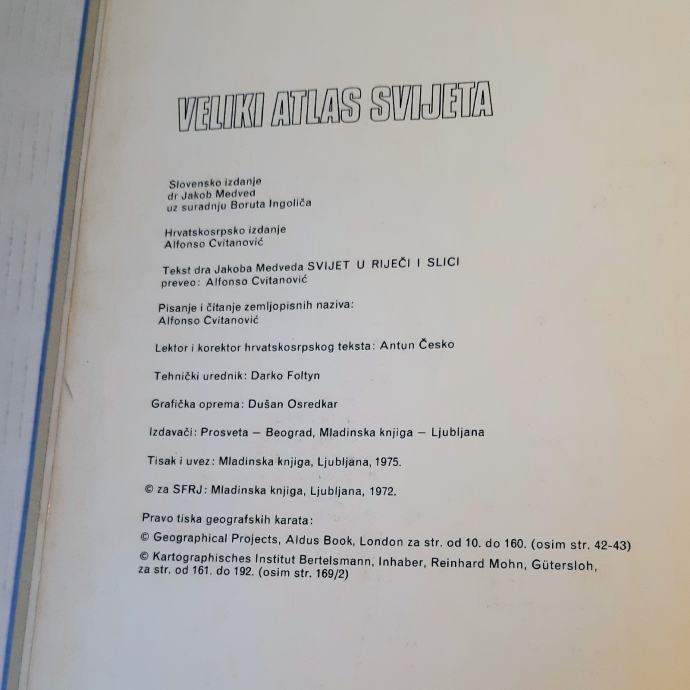 VELIKI ATLAS SVIJETA
Slovensko izdanje
dr Jakob Medved
uz suradnju Boruta Ingoliča
Hrvatskosrpsko izdanje
Alfonso Cvitanović
Tekst dra Jakoba Medveda SVIJET U RIJEČI I SLICI
preveo: Alfonso Cvitanović
Pisanje i čitanje zemljopisnih naziva:
Alfonso Cvitanović
Lektor i korektor hrvatskosrpskog teksta: Antun Česko
Tehnički urednik: Darko Foltyn
Grafička oprema: Dušan Osredkar
Izdavači: Prosveta – Beograd, Mladinska knjiga – Ljubljana
Tisak i uvez: Mladinska knjiga, Ljubljana, 1975.
© za SFRJ: Mladinska knjiga, Ljubljana, 1972.
Pravo tiska geografskih karata:
© Geographical Projects, Aldus Book, London za str. od 10. do 160. (osim str. 42-43)
© Kartographisches Institut Bertelsmann, Inhaber, Reinhard Mohn, Gütersloh,
za str. od 161. do 192. (osim str. 169/2)